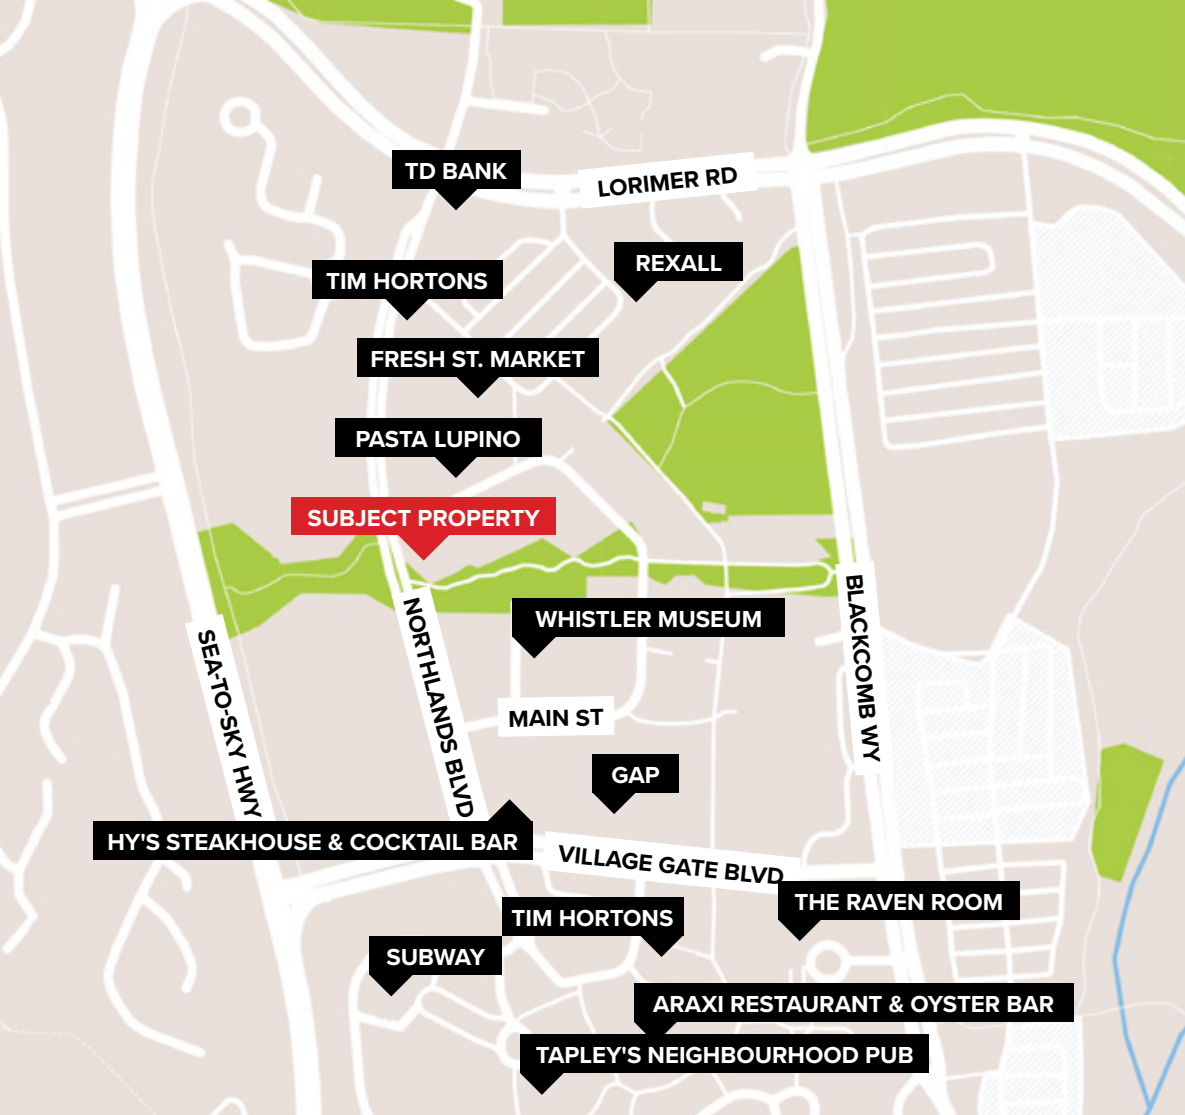 TD BANK
LORIMER RD
REXALL
TIM HORTONS
FRESH ST. MARKET
PASTA LUPINO
SUBJECT PROPERTY
WHISTLER MUSEUM
BLACKCOMB WY
NORTHLANDS BLVD
SEA-TO-SKY HWY
MAIN ST
GAP
HY'S STEAKHOUSE & COCKTAIL BAR
VILLAGE GATE BLVD
THE RAVEN ROOM
TIM HORTONS
SUBWAY
ARAXI RESTAURANT & OYSTER BAR
TAPLEY'S NEIGHBOURHOOD PUB